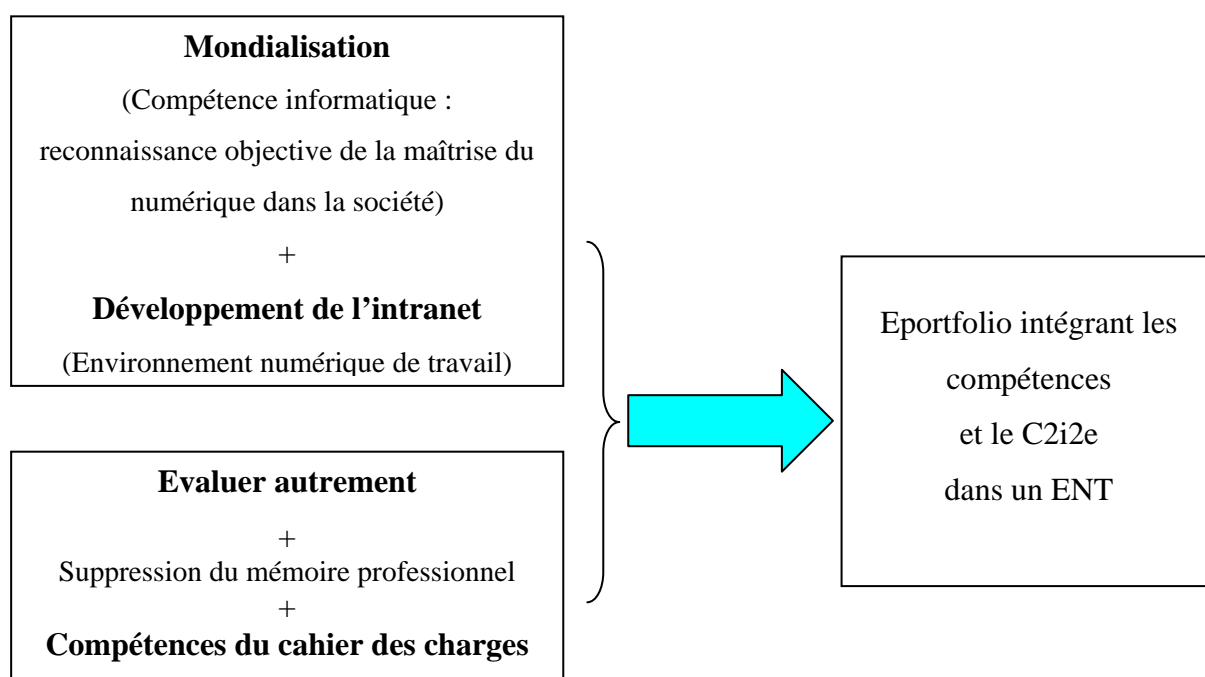 Mondialisation
(Compétence informatique :
reconnaissance objective de la maîtrise du
numérique dans la société)
+
Développement de l’intranet
(Environnement numérique de travail)
Evaluer autrement
+
Suppression du mémoire professionnel
+
Compétences du cahier des charges
Eportfolio intégrant les
compétences
et le C2i2e
dans un ENT